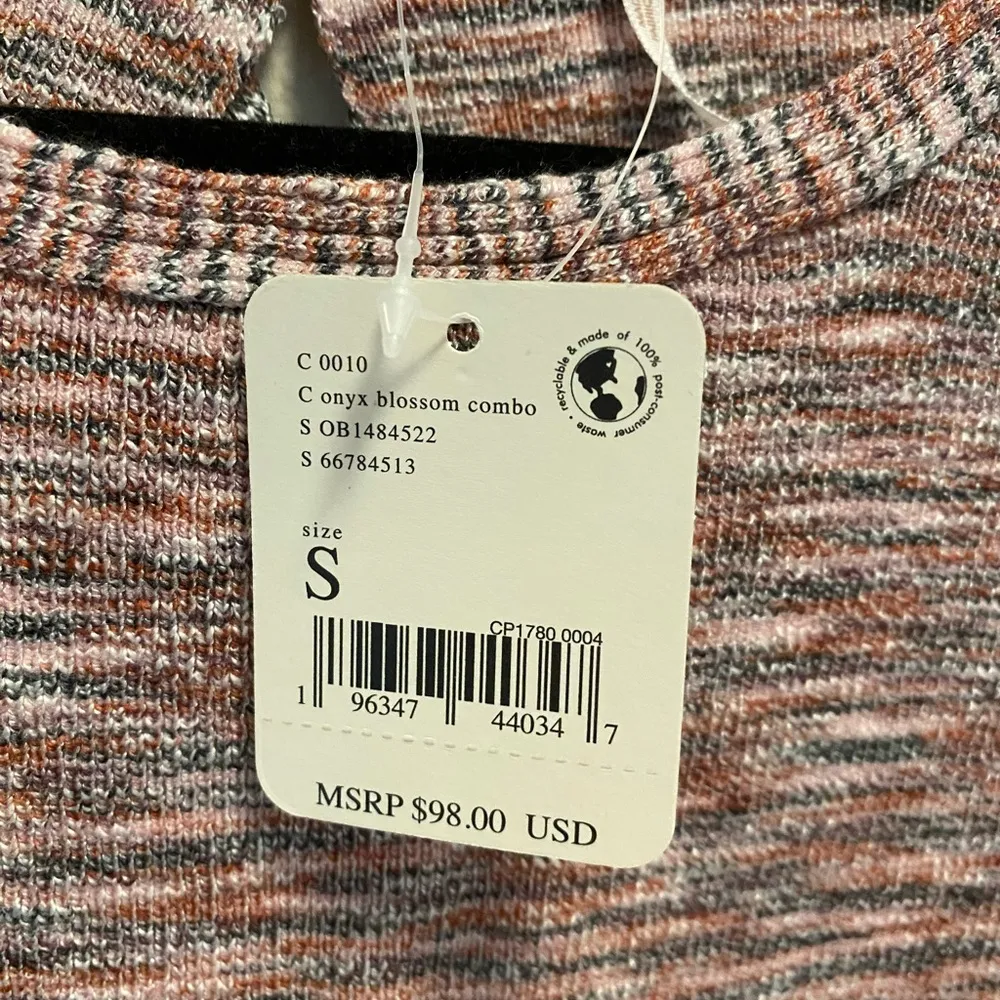 C 0010
C onyx blossom combo
S OB1484522
S 66784513
recyclable & made of 100% post-consumer waste •
size
S
CP1780 0004
1 96347 44034 7
MSRP $98.00 USD